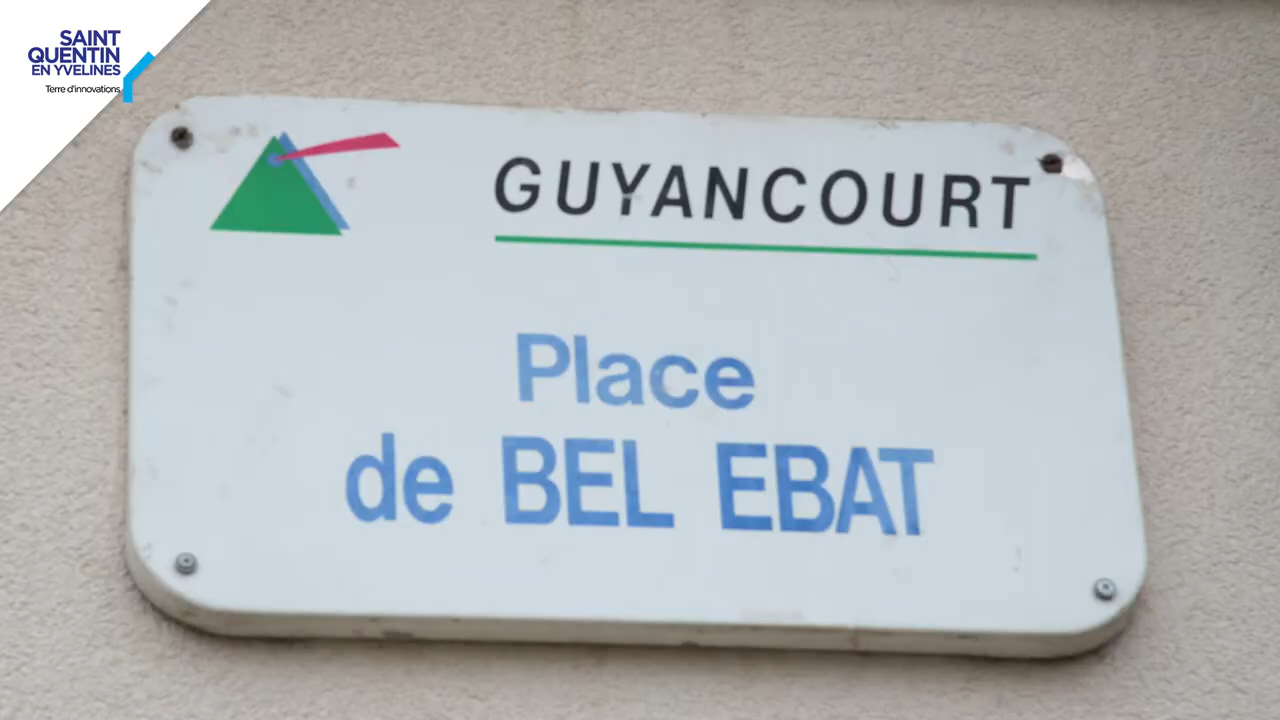 SAINT
QUENTIN
EN YVELINES
Terre d'innovations
GUYANCOURT
Place
de BEL EBAT